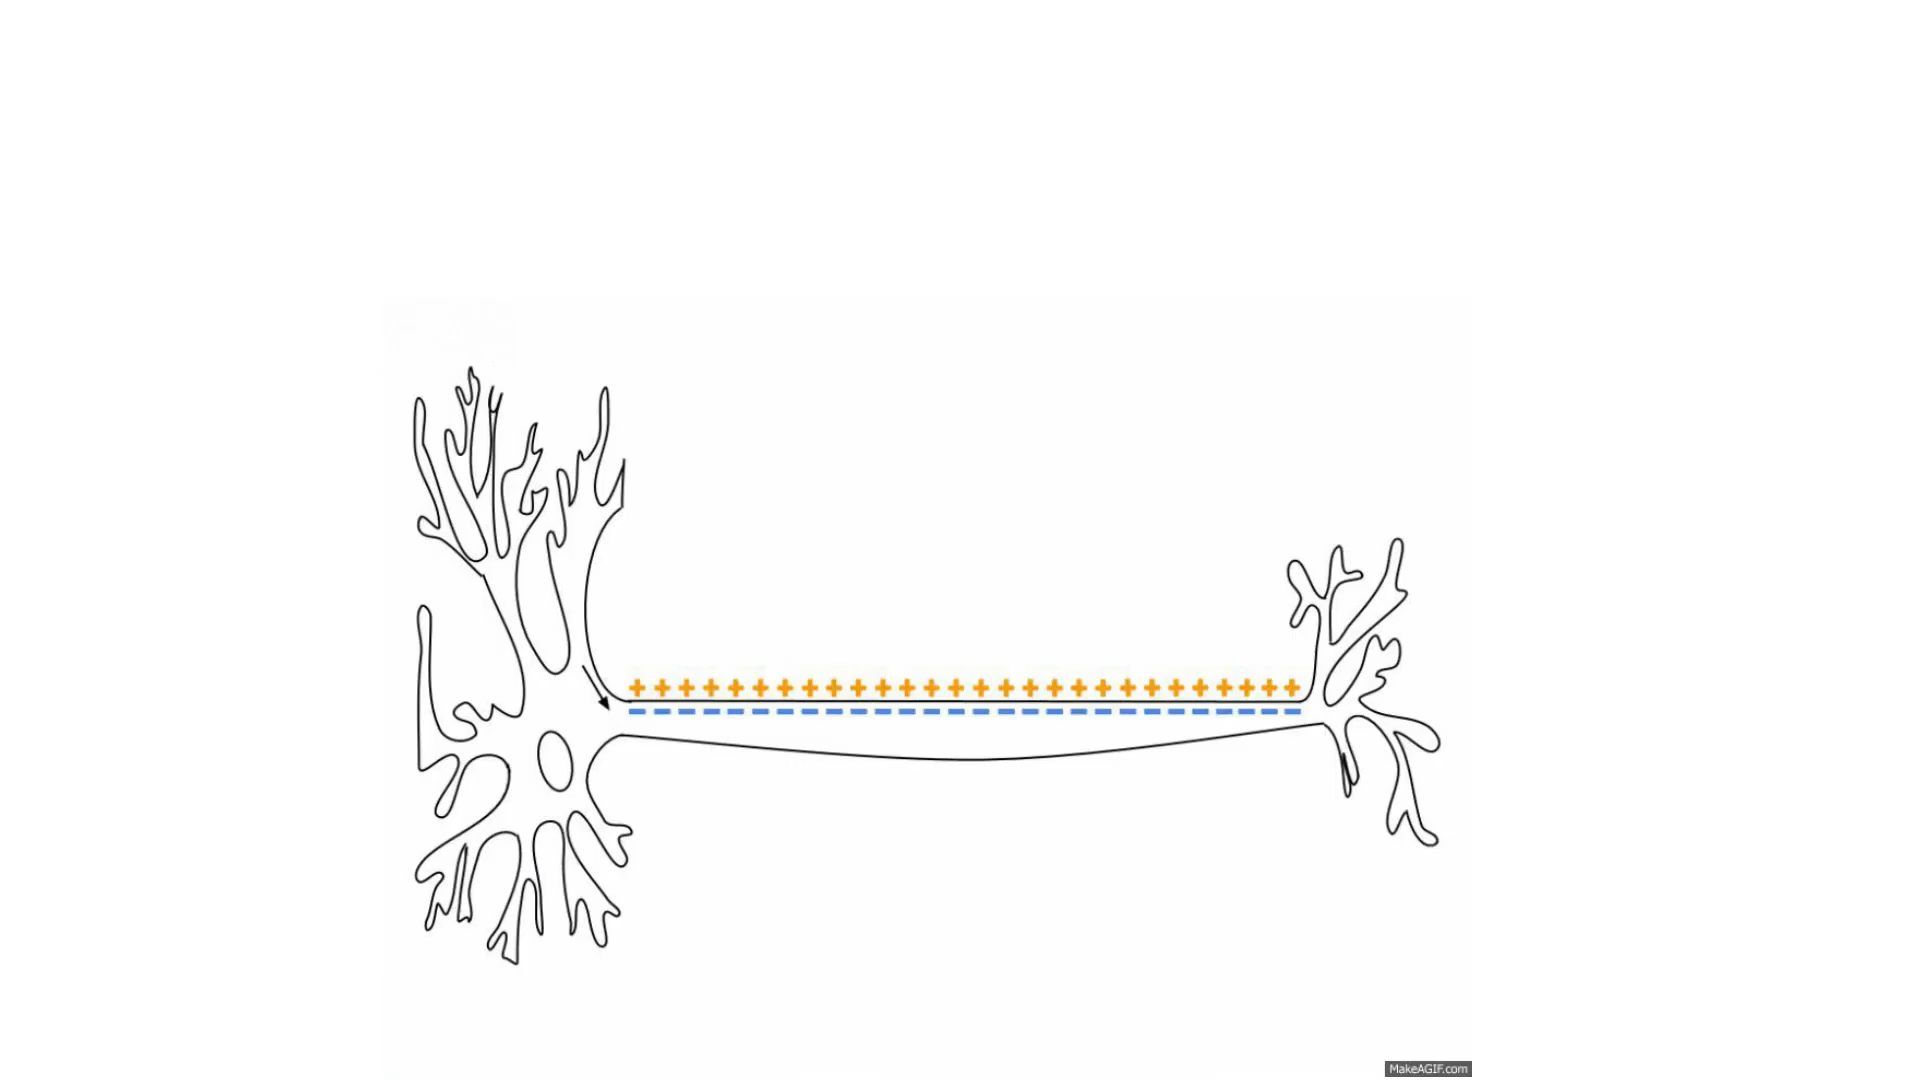 + + + + + + + + + + + + + + + + + + + + + + + + + + + +
− − − − − − − − − − − − − − − − − − − − − − − − − − − −
MakeAGIF.com